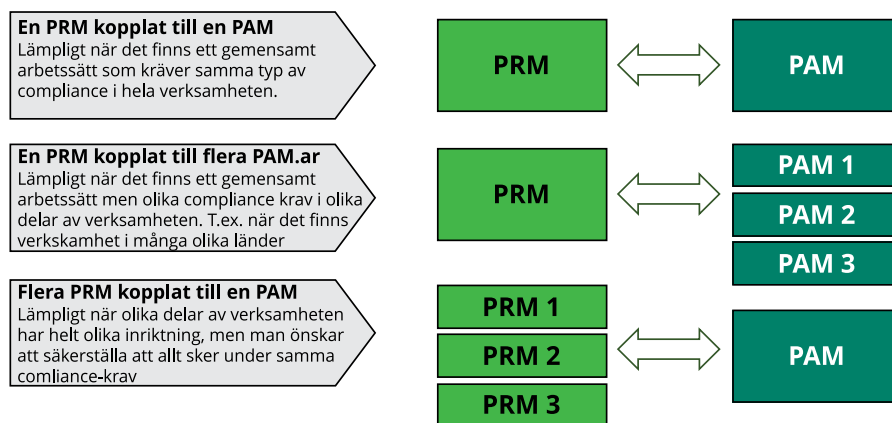 En PRM kopplat till en PAM
Lämpligt när det finns ett gemensamt
arbetssätt som kräver samma typ av
compliance i hela verksamheten.
PRM
PAM
En PRM kopplat till flera PAM.ar
Lämpligt när det finns ett gemensamt
arbetssätt men olika compliance krav i olika
delar av verksamheten. T.ex. när det finns
verkskamhet i många olika länder
PRM
PAM 1
PAM 2
PAM 3
Flera PRM kopplat till en PAM
Lämpligt när olika delar av verksamheten
har helt olika inriktning, men man önskar
att säkerställa att allt sker under samma
comliance-krav
PRM 1
PRM 2
PRM 3
PAM